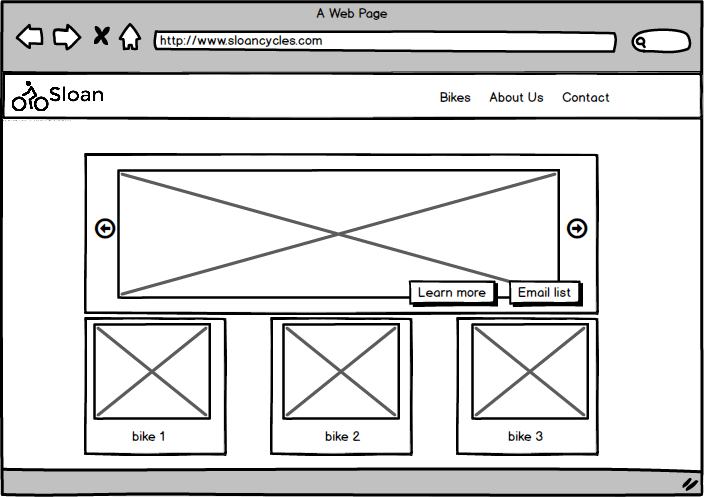 A Web Page
http://www.sloancycles.com
Sloan
Bikes About Us Contact
Learn more Email list
bike 1 bike 2 bike 3